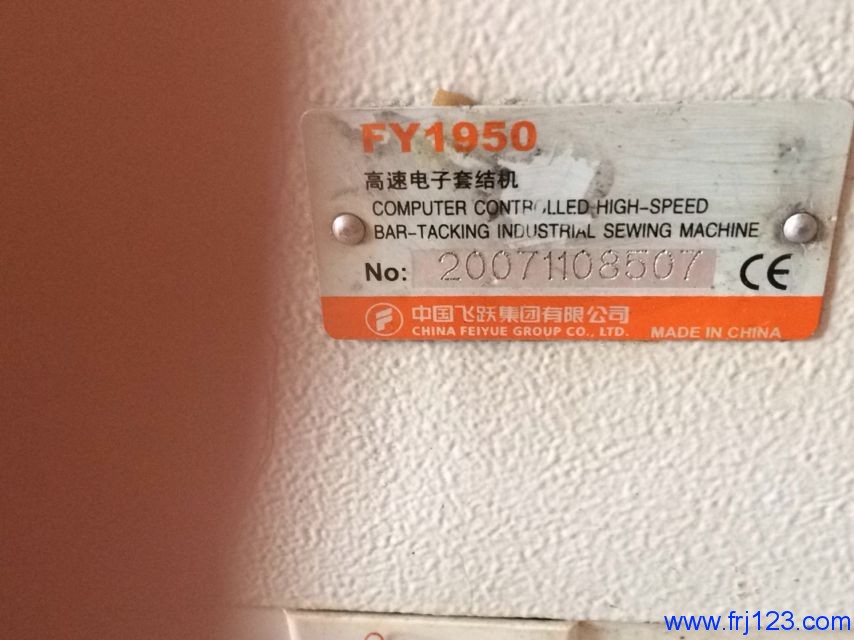 FY1950
高速电子套结机
COMPUTER CONTROLLED HIGH-SPEED
BAR-TACKING INDUSTRIAL SEWING MACHINE
No: 20071108507 CE
中国飞跃集团有限公司
CHINA FEIYUE GROUP CO., LTD. MADE IN CHINA
www.frj123.com